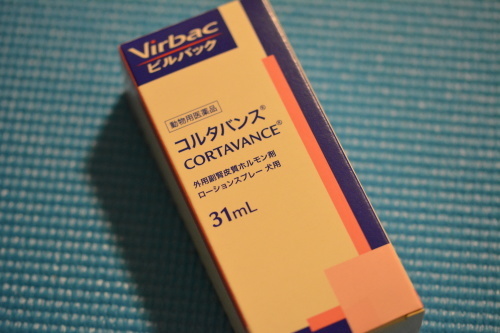 Virbac
ビルバック
動物用医薬品
コルタバンス®
CORTAVANCE®
外用副腎皮質ホルモン剤
ローションスプレー 犬用
31mL